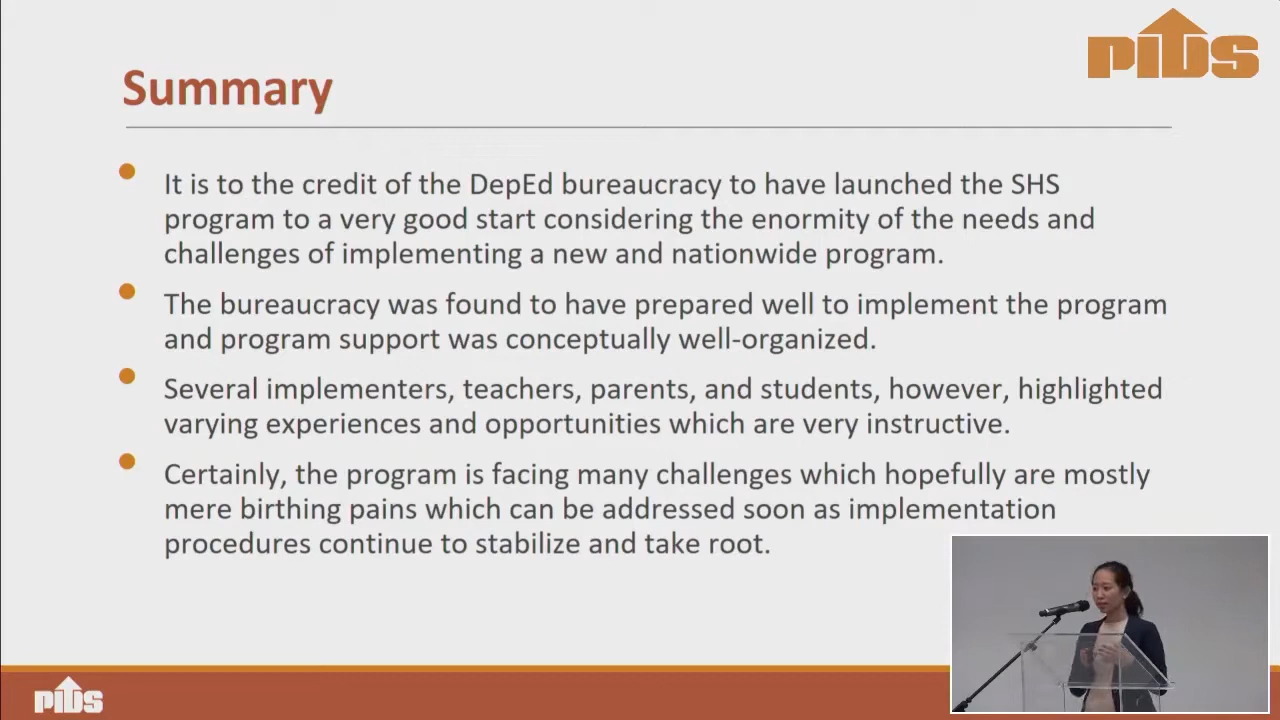 PIDS
Summary
It is to the credit of the DepEd bureaucracy to have launched the SHS
program to a very good start considering the enormity of the needs and
challenges of implementing a new and nationwide program.
The bureaucracy was found to have prepared well to implement the program
and program support was conceptually well-organized.
Several implementers, teachers, parents, and students, however, highlighted
varying experiences and opportunities which are very instructive.
Certainly, the program is facing many challenges which hopefully are mostly
mere birthing pains which can be addressed soon as implementation
procedures continue to stabilize and take root.
PIDS